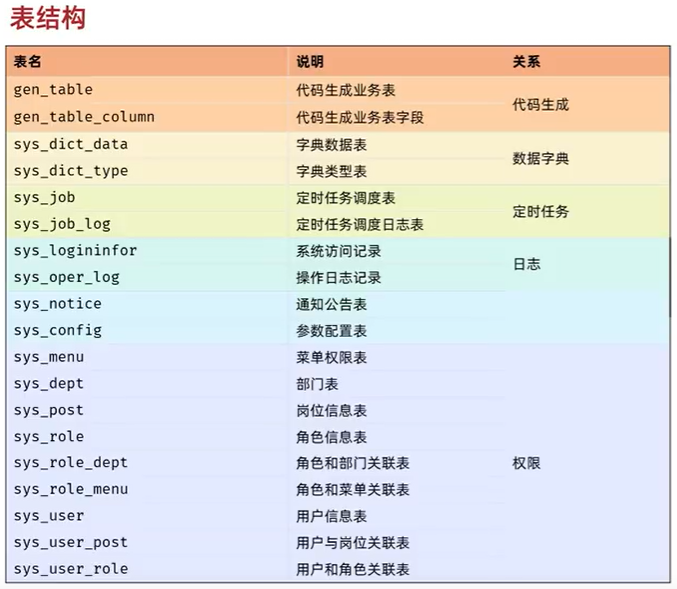 表结构
表名 说明 关系
gen_table 代码生成业务表
代码生成
gen_table_column 代码生成业务表字段
sys_dict_data 字典数据表
数据字典
sys_dict_type 字典类型表
sys_job 定时任务调度表
定时任务
sys_job_log 定时任务调度日志表
sys_logininfor 系统访问记录
日志
sys_oper_log 操作日志记录
sys_notice 通知公告表
sys_config 参数配置表
sys_menu 菜单权限表
sys_dept 部门表
sys_post 岗位信息表
sys_role 角色信息表
sys_role_dept 角色和部门关联表 权限
sys_role_menu 角色和菜单关联表
sys_user 用户信息表
sys_user_post 用户与岗位关联表
sys_user_role 用户和角色关联表